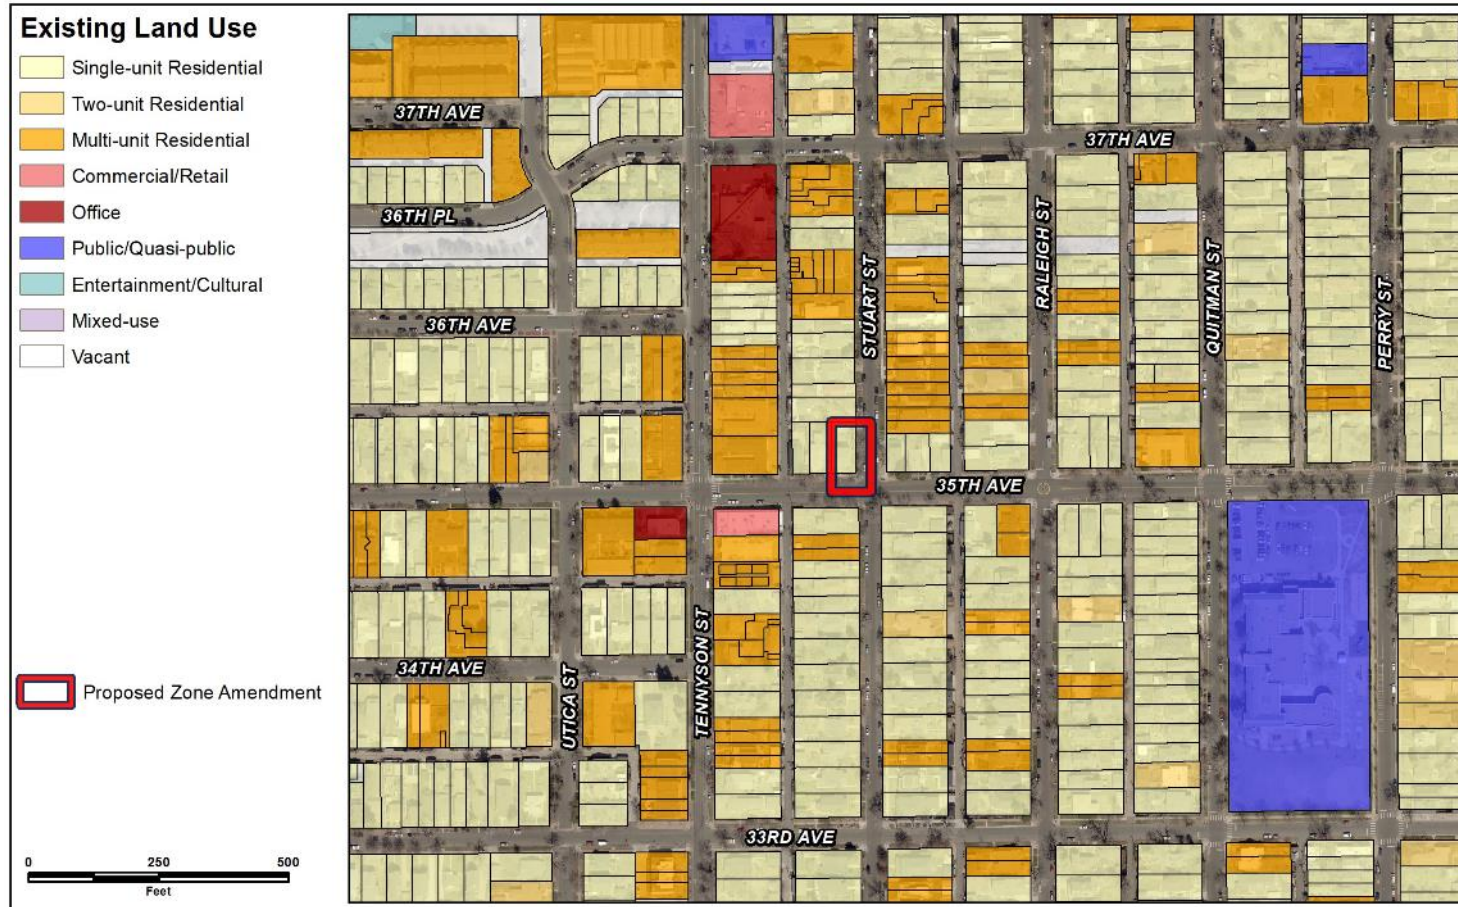 Existing Land Use
Single-unit Residential
Two-unit Residential
Multi-unit Residential
Commercial/Retail
Office
Public/Quasi-public
Entertainment/Cultural
Mixed-use
Vacant
Proposed Zone Amendment
0 250 500
Feet
37TH AVE
37TH AVE
36TH PL
RALEIGH ST
STUART ST
QUITMAN ST
PERRY ST
36TH AVE
35TH AVE
TENNYSON ST
34TH AVE
UTICA ST
33RD AVE